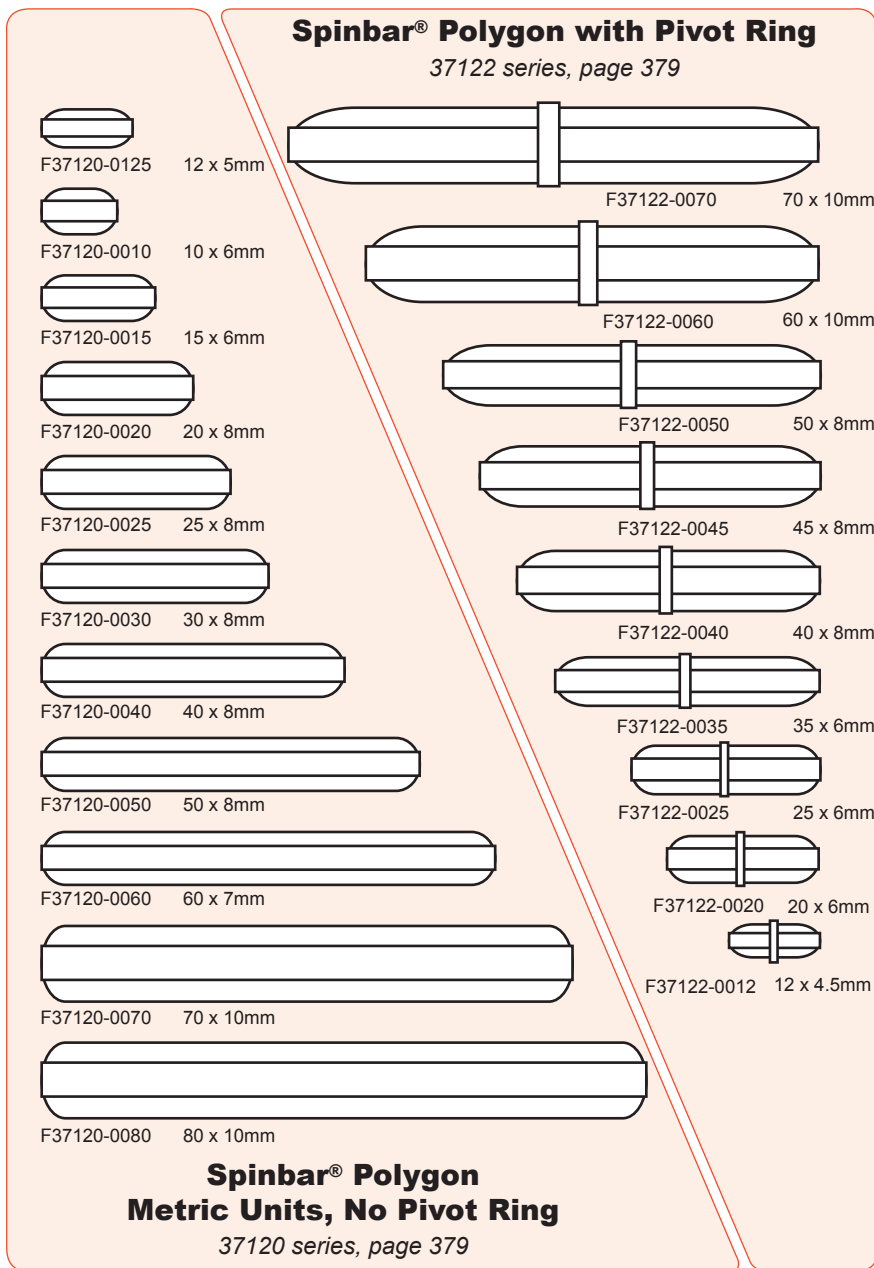 Spinbar® Polygon with Pivot Ring
37122 series, page 379
F37122-0070 70 x 10mm
F37122-0060 60 x 10mm
F37122-0050 50 x 8mm
F37122-0045 45 x 8mm
F37122-0040 40 x 8mm
F37122-0035 35 x 6mm
F37122-0025 25 x 6mm
F37122-0020 20 x 6mm
F37122-0012 12 x 4.5mm
F37120-0125 12 x 5mm
F37120-0010 10 x 6mm
F37120-0015 15 x 6mm
F37120-0020 20 x 8mm
F37120-0025 25 x 8mm
F37120-0030 30 x 8mm
F37120-0040 40 x 8mm
F37120-0050 50 x 8mm
F37120-0060 60 x 7mm
F37120-0070 70 x 10mm
F37120-0080 80 x 10mm
Spinbar® Polygon
Metric Units, No Pivot Ring
37120 series, page 379